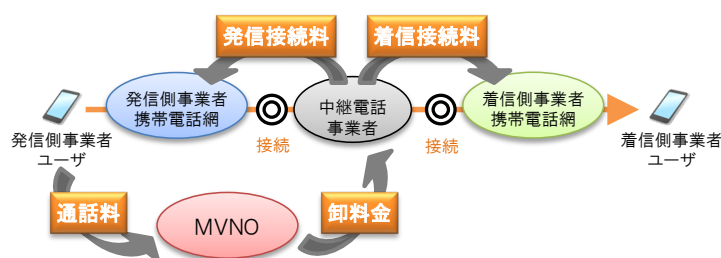 発信接続料
着信接続料
発信側事業者
携帯電話網
中継電話
事業者
着信側事業者
携帯電話網
接続
接続
発信側事業者
ユーザ
着信側事業者
ユーザ
通話料
MVNO
卸料金